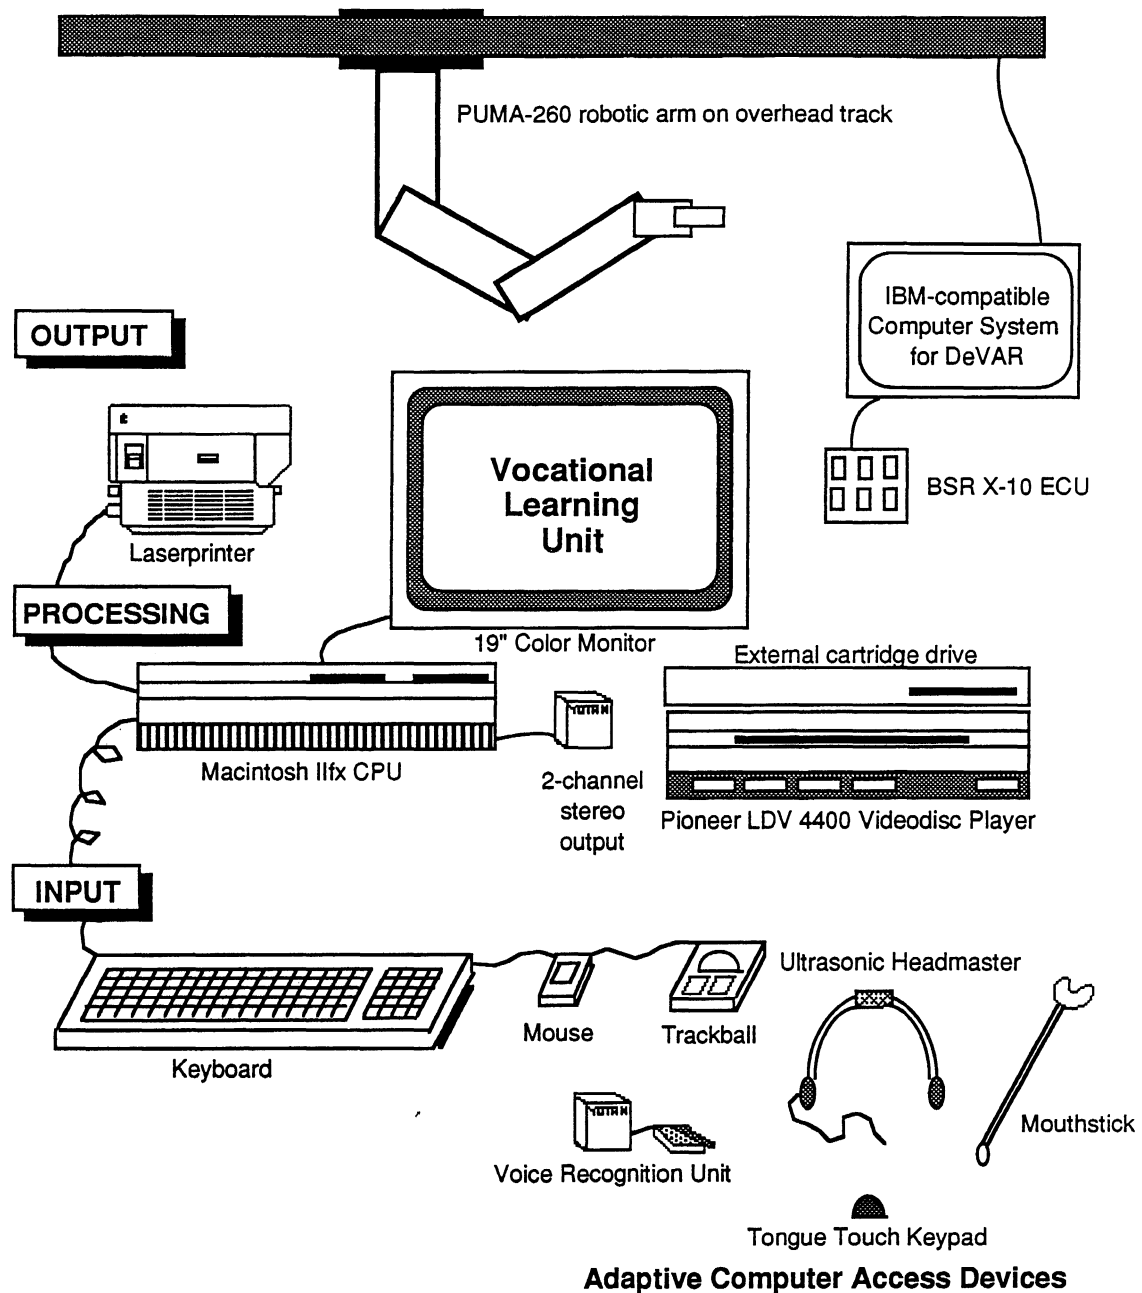 PUMA-260 robotic arm on overhead track
IBM-compatible
Computer System
for DeVAR
OUTPUT
Vocational
Learning
Unit
BSR X-10 ECU
Laserprinter
PROCESSING
19" Color Monitor
External cartridge drive
Macintosh IIfx CPU
2-channel
stereo
output
Pioneer LDV 4400 Videodisc Player
INPUT
Ultrasonic Headmaster
Mouse
Trackball
Keyboard
Mouthstick
Voice Recognition Unit
Tongue Touch Keypad
Adaptive Computer Access Devices